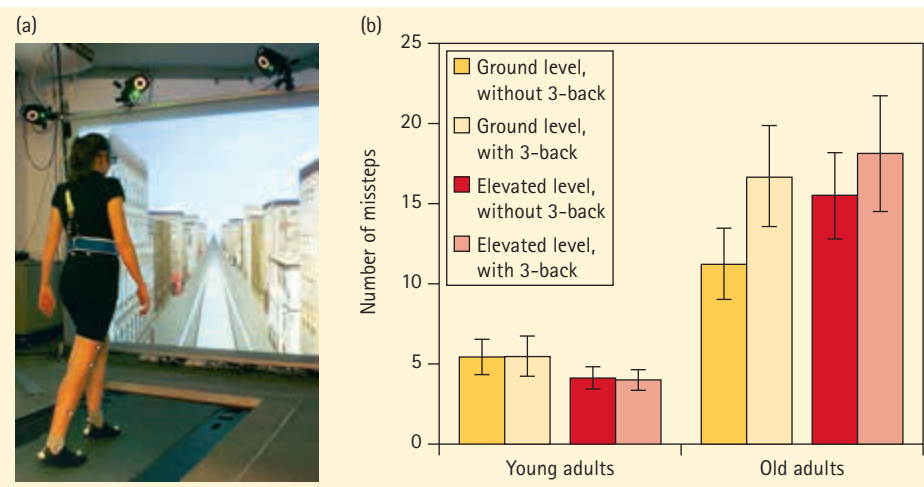 (a)
(b)
25
20
15
10
5
0
Number of missteps
Ground level,
without 3-back
Ground level,
with 3-back
Elevated level,
without 3-back
Elevated level,
with 3-back
Young adults
Old adults